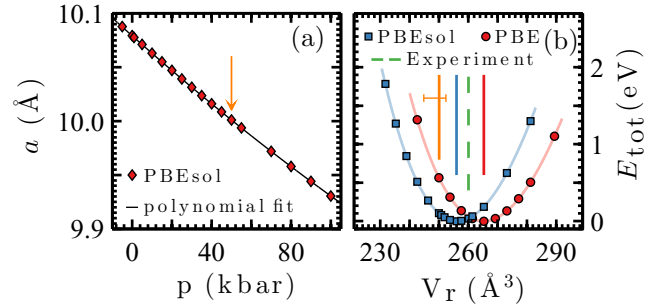 10.1
10.0
9.9
a (Å)
(a)
PBEsol
polynomial fit
0 40 80
p (kbar)
PBEsol PBE (b)
Experiment
2
1
0
E_tot (eV)
230 260 290
V_r (Å³)